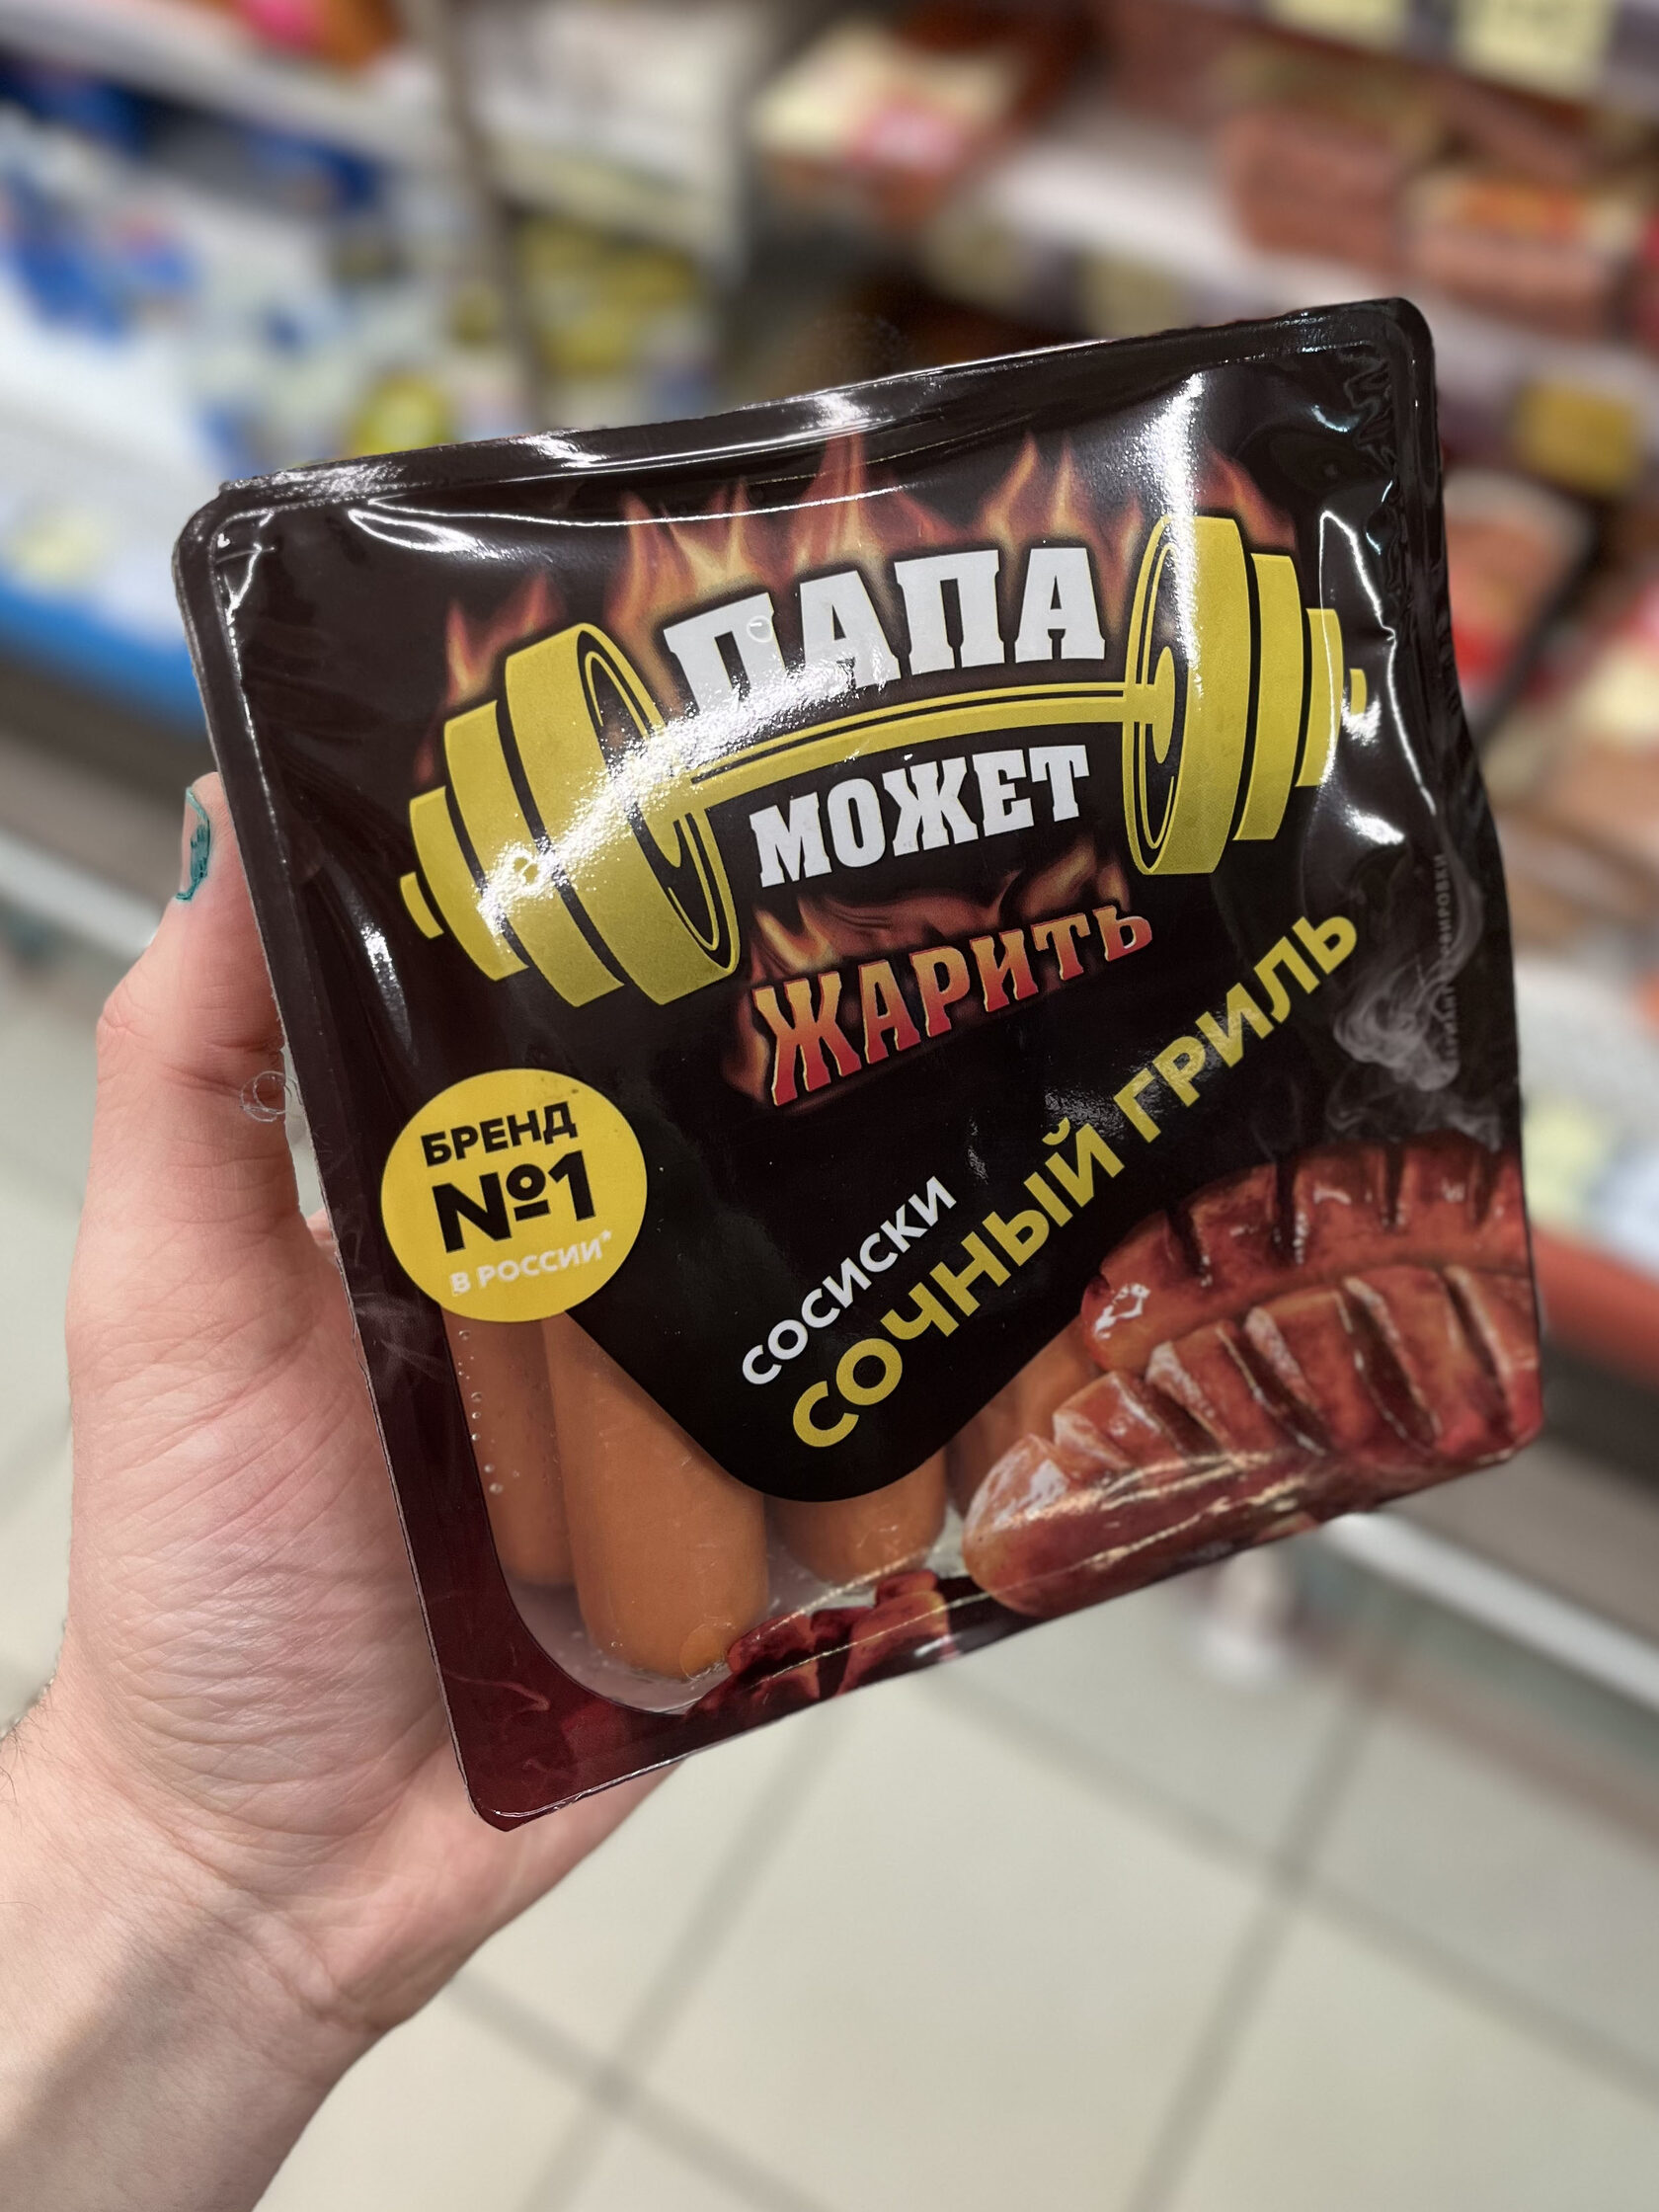 ПАПА
МОЖЕТ
ЖАРИТЬ
БРЕНД
№1
В РОССИИ*
СОСИСКИ
СОЧНЫЙ ГРИЛЬ